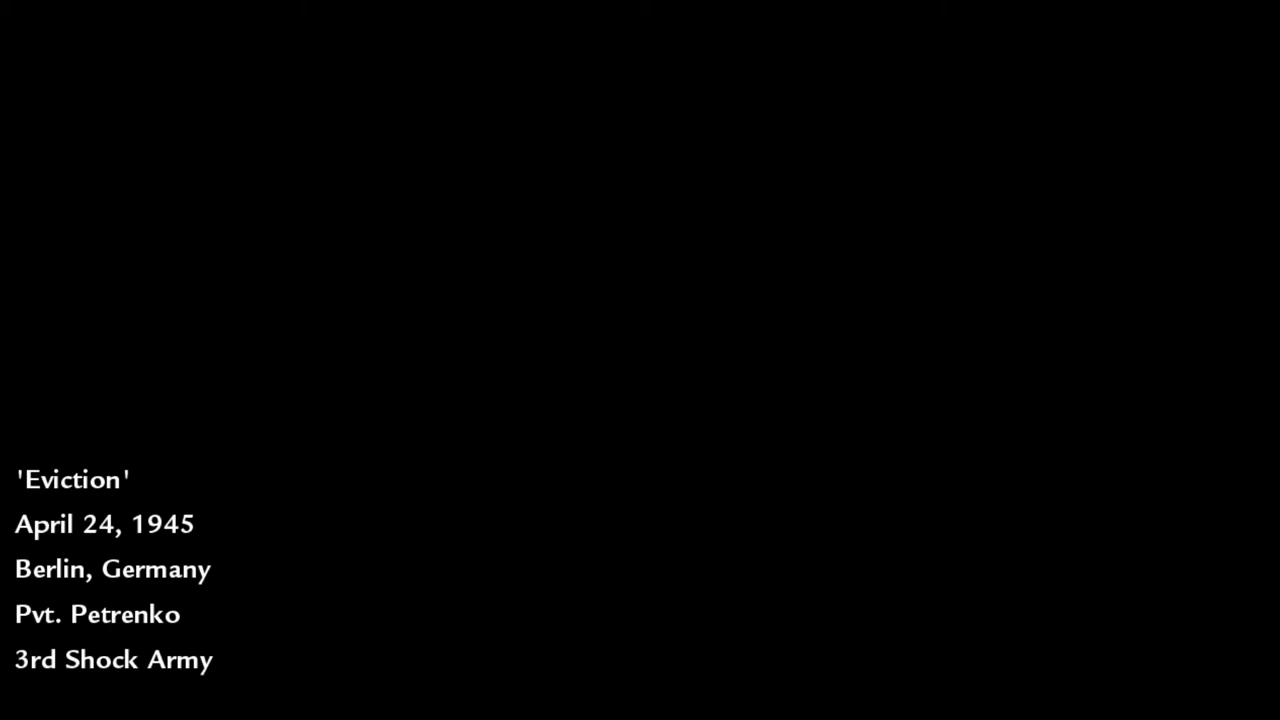 'Eviction'
April 24, 1945
Berlin, Germany
Pvt. Petrenko
3rd Shock Army